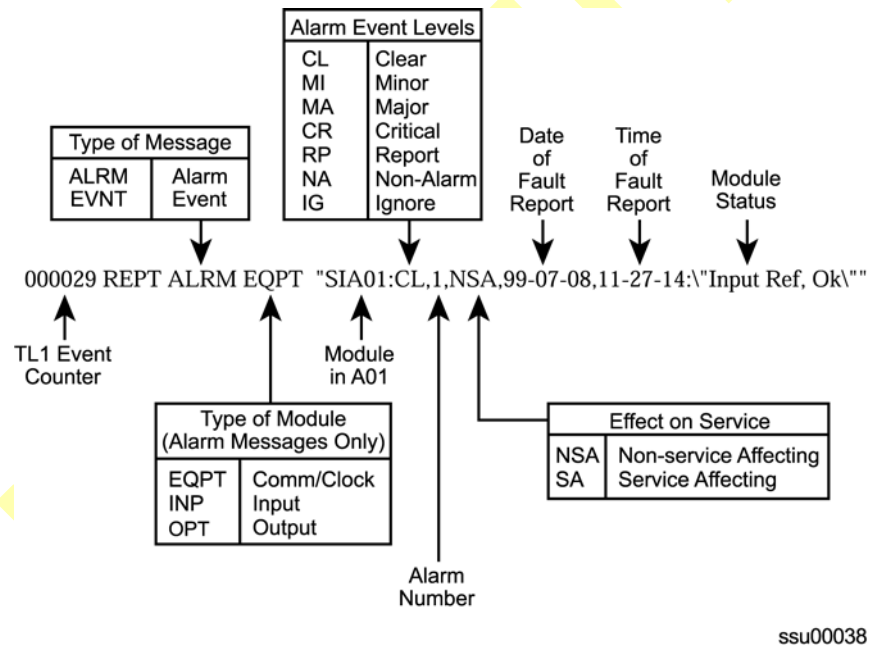 Alarm Event Levels
CL Clear
MI Minor
MA Major
CR Critical
RP Report
NA Non-Alarm
IG Ignore
Type of Message
ALRM Alarm
EVNT Event
Date
of
Fault
Report
Time
of
Fault
Report
Module
Status
000029 REPT ALRM EQPT "SIA01:CL,1,NSA,99-07-08,11-27-14:\"Input Ref, Ok\""
TL1 Event
Counter
Module
in A01
Type of Module
(Alarm Messages Only)
EQPT Comm/Clock
INP Input
OPT Output
Effect on Service
NSA Non-service Affecting
SA Service Affecting
Alarm
Number
ssu00038